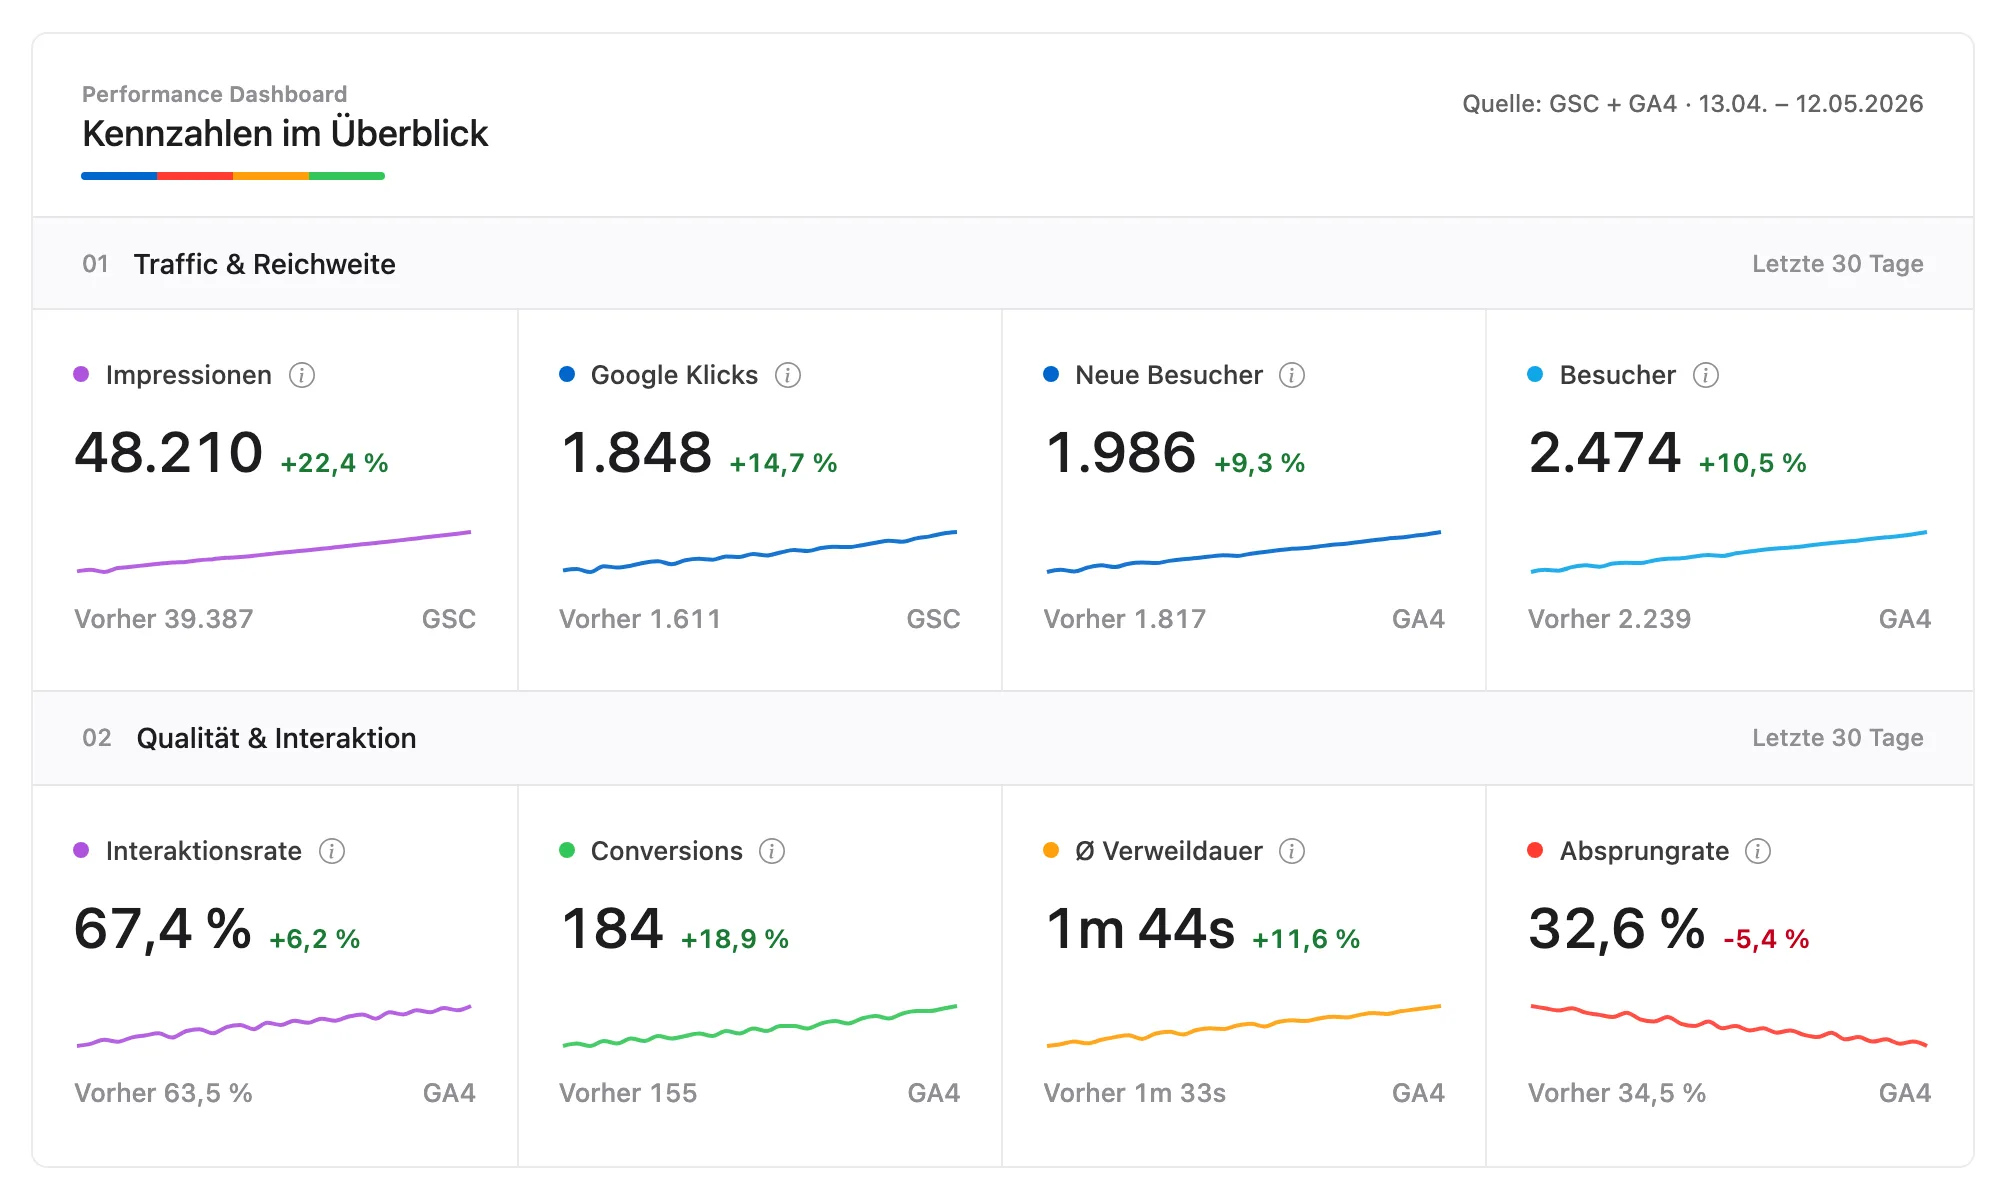 Performance Dashboard
Kennzahlen im Überblick
Quelle: GSC + GA4 · 13.04. – 12.05.2026
01 Traffic & Reichweite
Letzte 30 Tage
Impressionen i
48.210 +22,4 %
Vorher 39.387 GSC
Google Klicks i
1.848 +14,7 %
Vorher 1.611 GSC
Neue Besucher i
1.986 +9,3 %
Vorher 1.817 GA4
Besucher i
2.474 +10,5 %
Vorher 2.239 GA4
02 Qualität & Interaktion
Letzte 30 Tage
Interaktionsrate i
67,4 % +6,2 %
Vorher 63,5 % GA4
Conversions i
184 +18,9 %
Vorher 155 GA4
Ø Verweildauer i
1m 44s +11,6 %
Vorher 1m 33s GA4
Absprungrate i
32,6 % -5,4 %
Vorher 34,5 % GA4